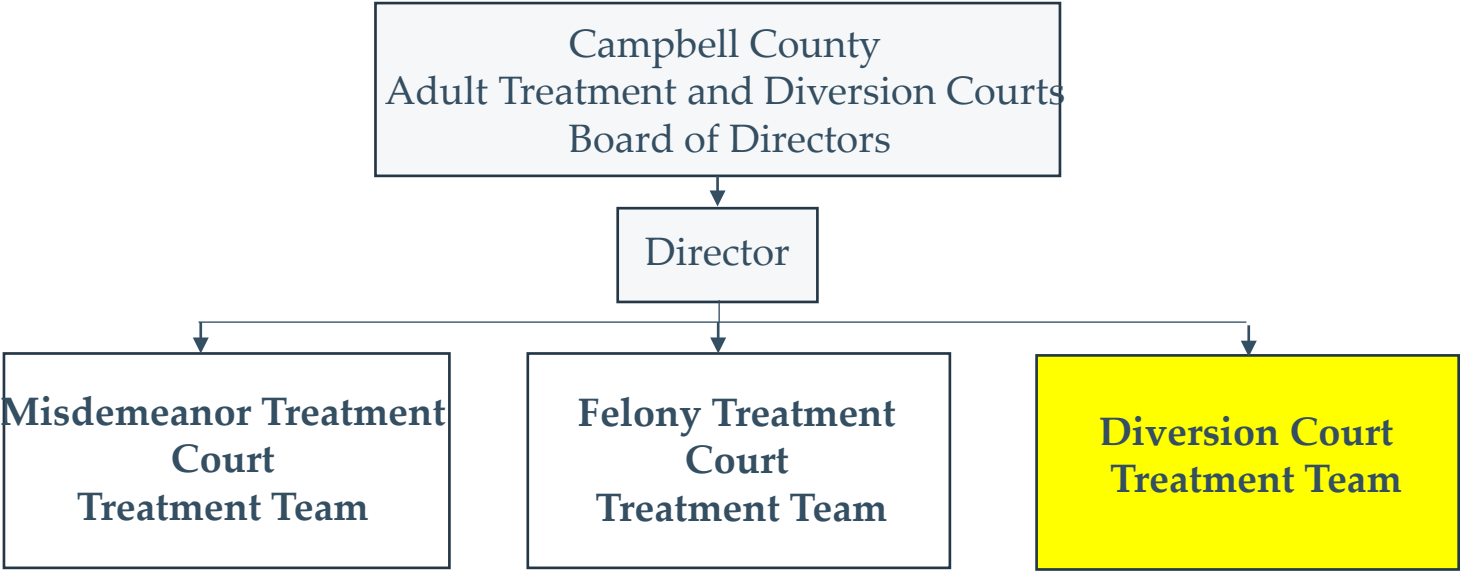 Campbell County
Adult Treatment and Diversion Courts
Board of Directors
Director
Misdemeanor Treatment
Court
Treatment Team
Felony Treatment
Court
Treatment Team
Diversion Court
Treatment Team